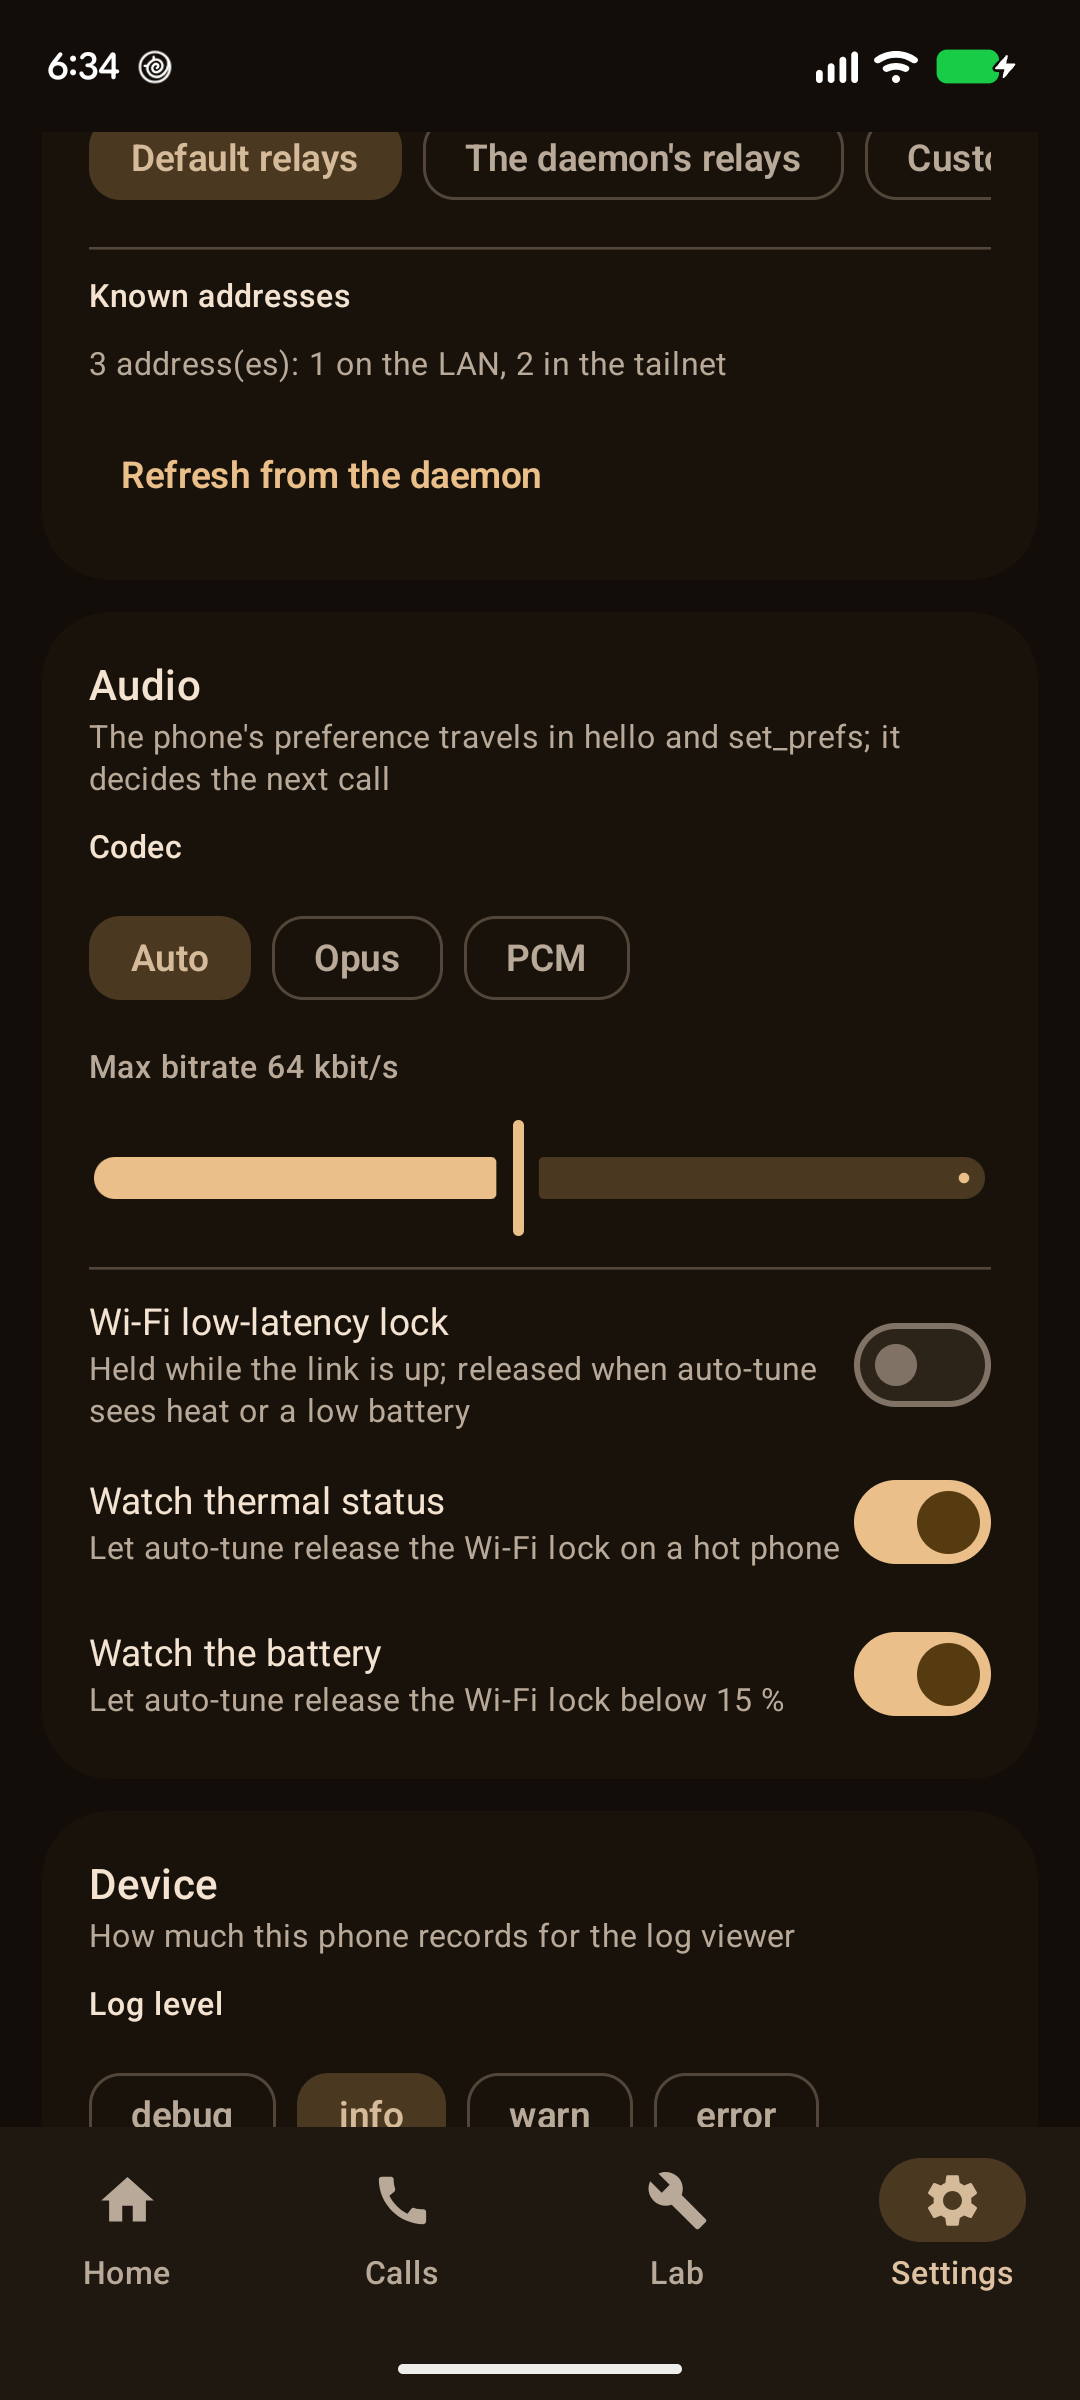 6:34
Default relays
The daemon's relays
Custo
Known addresses
3 address(es): 1 on the LAN, 2 in the tailnet
Refresh from the daemon
Audio
The phone's preference travels in hello and set_prefs; it
decides the next call
Codec
Auto
Opus
PCM
Max bitrate 64 kbit/s
Wi-Fi low-latency lock
Held while the link is up; released when auto-tune
sees heat or a low battery
Watch thermal status
Let auto-tune release the Wi-Fi lock on a hot phone
Watch the battery
Let auto-tune release the Wi-Fi lock below 15 %
Device
How much this phone records for the log viewer
Log level
debug
info
warn
error
Home
Calls
Lab
Settings